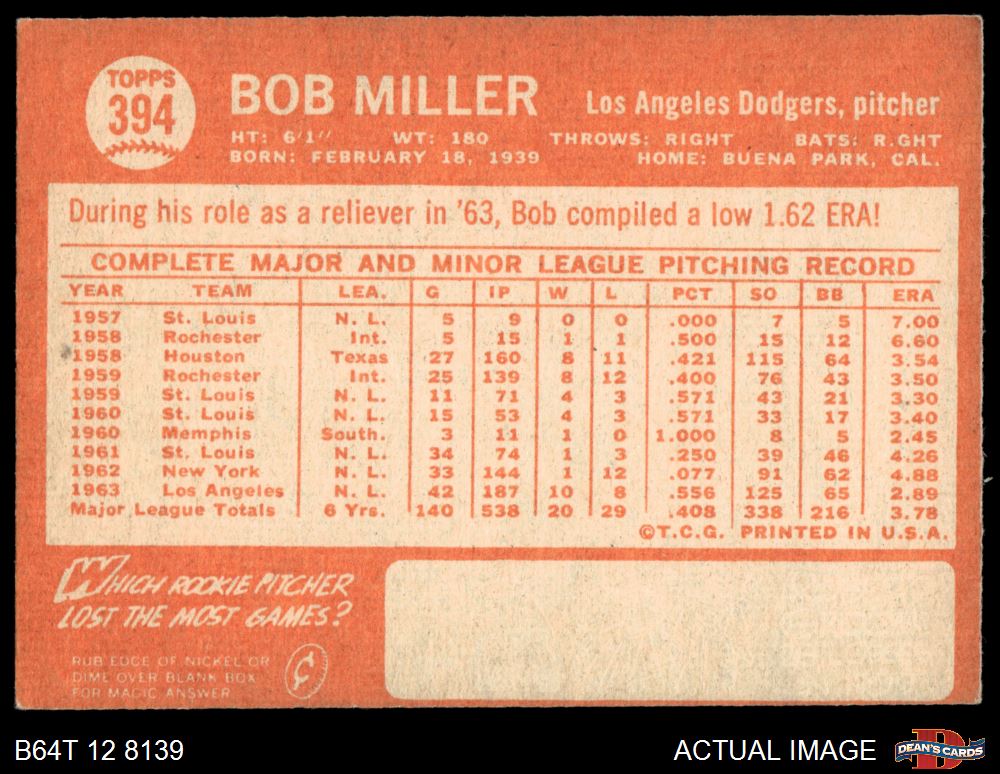 TOPPS
394
BOB MILLER
Los Angeles Dodgers, pitcher
HT: 6'1" WT: 180 THROWS: RIGHT BATS: R.GHT
BORN: FEBRUARY 18, 1939 HOME: BUENA PARK, CAL.
During his role as a reliever in '63, Bob compiled a low 1.62 ERA!
COMPLETE MAJOR AND MINOR LEAGUE PITCHING RECORD
YEAR TEAM LEA. G IP W L PCT SO BB ERA
1957 St. Louis N. L. 5 9 0 0 .000 7 5 7.00
1958 Rochester Int. 5 15 1 1 .500 15 12 6.60
1958 Houston Texas 27 160 8 11 .421 115 64 3.54
1959 Rochester Int. 25 139 8 12 .400 76 43 3.50
1959 St. Louis N. L. 11 71 4 3 .571 43 21 3.30
1960 St. Louis N. L. 15 53 4 3 .571 33 17 3.40
1960 Memphis South. 3 11 1 0 1.000 8 5 2.45
1961 St. Louis N. L. 34 74 1 3 .250 39 46 4.26
1962 New York N. L. 33 144 1 12 .077 91 62 4.88
1963 Los Angeles N. L. 42 187 10 8 .556 125 65 2.89
Major League Totals 6 Yrs. 140 538 20 29 .408 338 216 3.78
©T.C.G. PRINTED IN U.S.A.
WHICH ROOKIE PITCHER
LOST THE MOST GAMES?
RUB EDGE OF NICKEL OR
DIME OVER BLANK BOX
FOR MAGIC ANSWER
¢
B64T 12 8139
ACTUAL IMAGE
DEAN'S CARDS